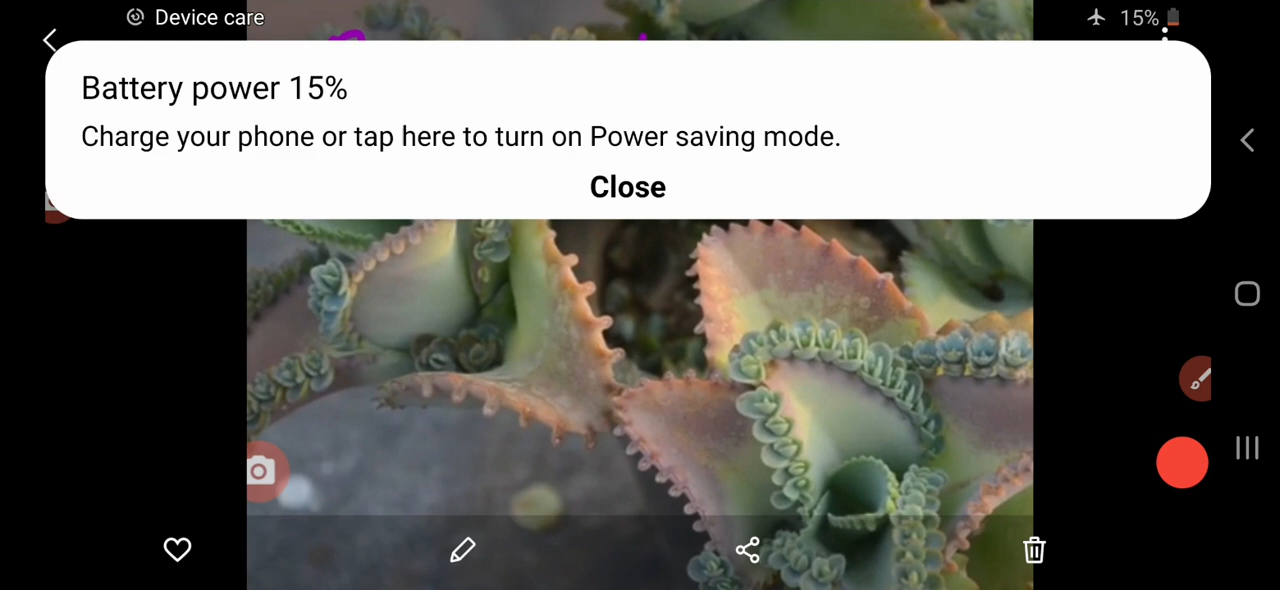 Device care
15%
Battery power 15%
Charge your phone or tap here to turn on Power saving mode.
Close